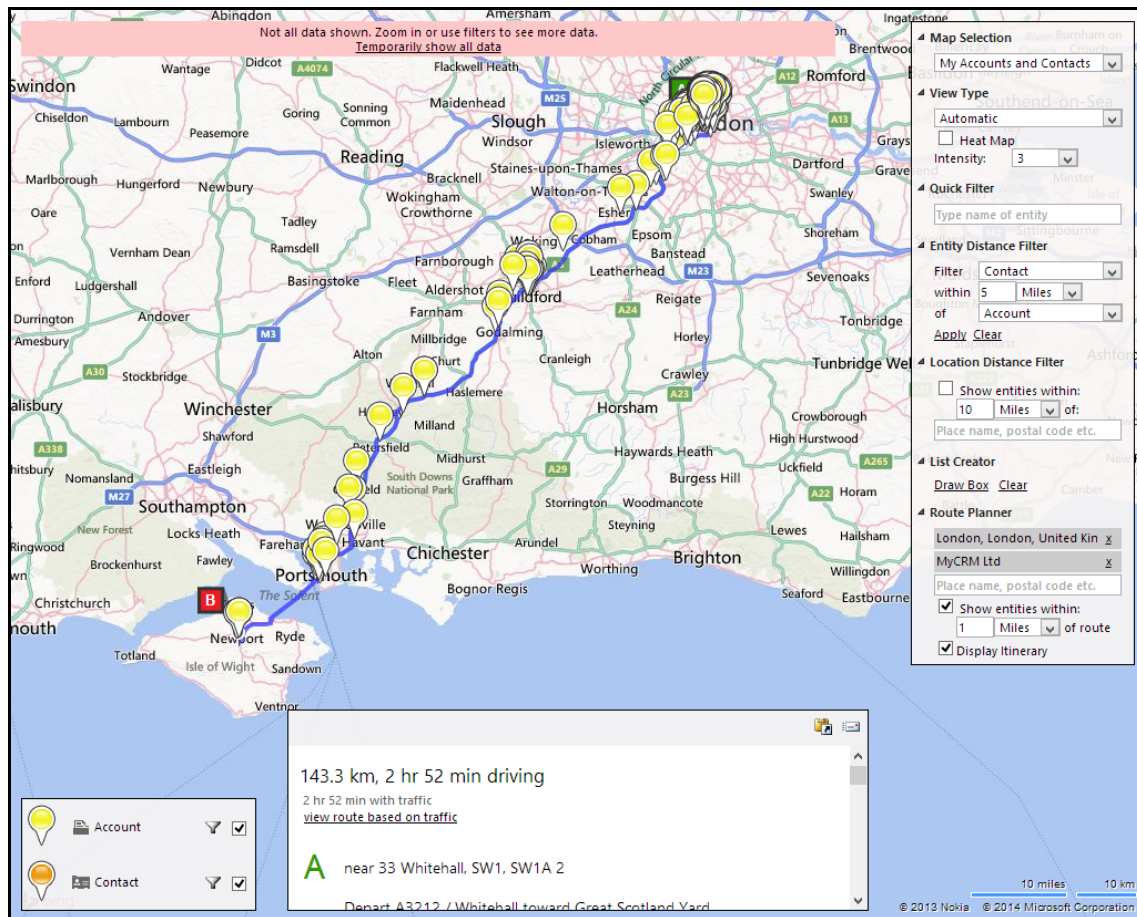 Not all data shown. Zoom in or use filters to see more data.
Temporarily show all data
Map Selection
My Accounts and Contacts
View Type
Automatic
Heat Map
Intensity: 3
Quick Filter
Type name of entity
Entity Distance Filter
Filter Contact
within 5 Miles
of Account
Apply Clear
Location Distance Filter
Show entities within:
10 Miles of:
Place name, postal code etc.
List Creator
Draw Box Clear
Route Planner
London, London, United Kin x
MyCRM Ltd x
Place name, postal code etc.
Show entities within:
1 Miles of route
Display Itinerary
Abingdon
Amersham
Ingatestone
Wantage
Didcot
A4074
Flackwell Heath
North Circular
Brentwood
A12
Romford
Swindon
Goring
Sonning Common
Maidenhead
M25
Chiseldon
Lambourn
Peasemore
Slough
Windsor
Isleworth
A13
Reading
Staines-upon-Thames
Dartford
Bracknell
Swanley
Marlborough
Hungerford
Newbury
Wokingham
Crowthorne
Esher
Oare
Tadley
Epsom
Shoreham
Vernham Dean
Ramsdell
Cobham
Banstead
Farnborough
Leatherhead
M23
Sevenoaks
Enford
Ludgershall
Basingstoke
Fleet
Aldershot
Reigate
Durrington
Andover
Farnham
Godalming
A24
Tonbridge
Amesbury
M3
Millbridge
Horley
Alton
Cranleigh
Tunbridge Wel
A30
Stockbridge
Haslemere
Crawley
A23
Winchester
Milland
Horsham
Crowborough
Shawford
Petersfield
High Hurstwood
A338
Eastleigh
Midhurst
Haywards Heath
Uckfield
A265
Nomansland
South Downs National Park
Graffham
A29
Burgess Hill
M27
Southampton
Storrington
Woodmancote
A22
Horam
New Forest
Locks Heath
Havant
Steyning
Lewes
Hailsham
Ringwood
Fawley
Chichester
Arundel
Brighton
Brockenhurst
Portsmouth
Worthing
Willingdon
The Solent
Bognor Regis
Seaford
Eastbourne
Christchurch
B
Newport
Ryde
Totland
Isle of Wight
Sandown
Ventnor
143.3 km, 2 hr 52 min driving
2 hr 52 min with traffic
view route based on traffic
A near 33 Whitehall, SW1, SW1A 2
Depart A3212 / Whitehall toward Great Scotland Yard
Account
Contact
10 miles 10 km
© 2013 Nokia © 2014 Microsoft Corporation